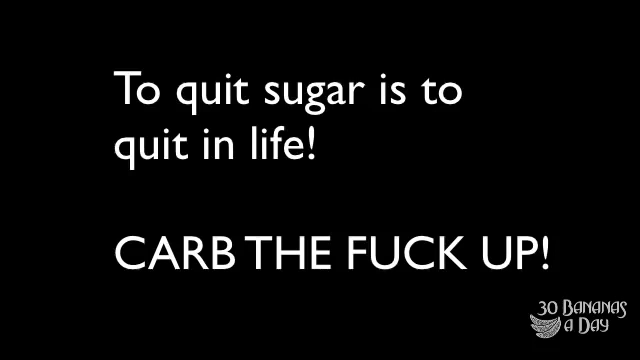 To quit sugar is to
quit in life!
CARB THE FUCK UP!
30 BANANAS
A DAY